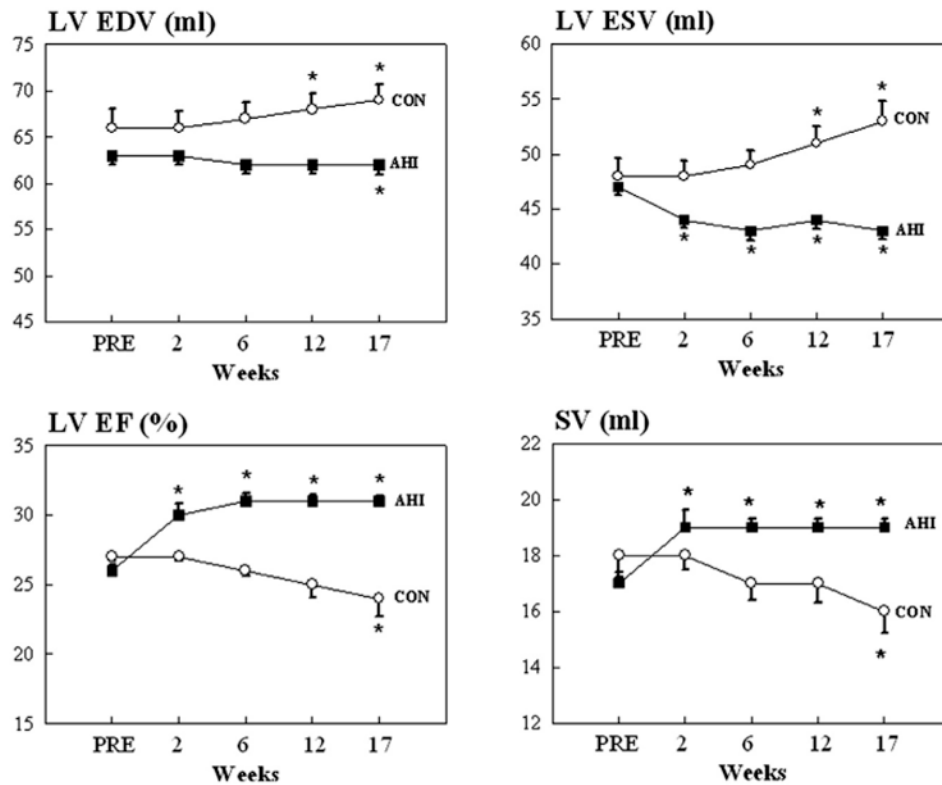 LV EDV (ml)
75
70
65
60
55
50
45
* *
CON
*
PRE 2 6 12 17
Weeks
LV ESV (ml)
60
55
50
45
40
35
* *
CON
AHI
* * * *
PRE 2 6 12 17
Weeks
LV EF (%)
35
30
25
20
15
* * * *
AHI
CON
*
PRE 2 6 12 17
Weeks
SV (ml)
22
20
18
16
14
12
* * * *
AHI
CON
*
PRE 2 6 12 17
Weeks
AHI